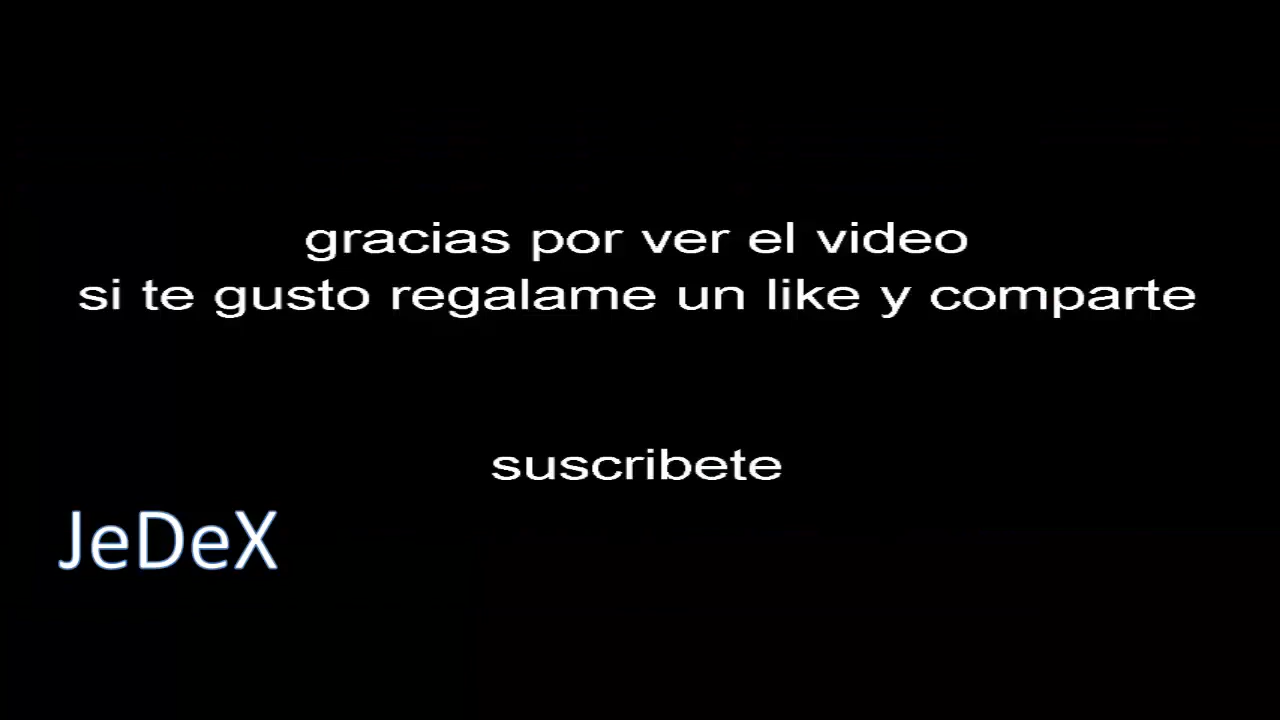 gracias por ver el video
si te gusto regalame un like y comparte
suscribete
JeDeX